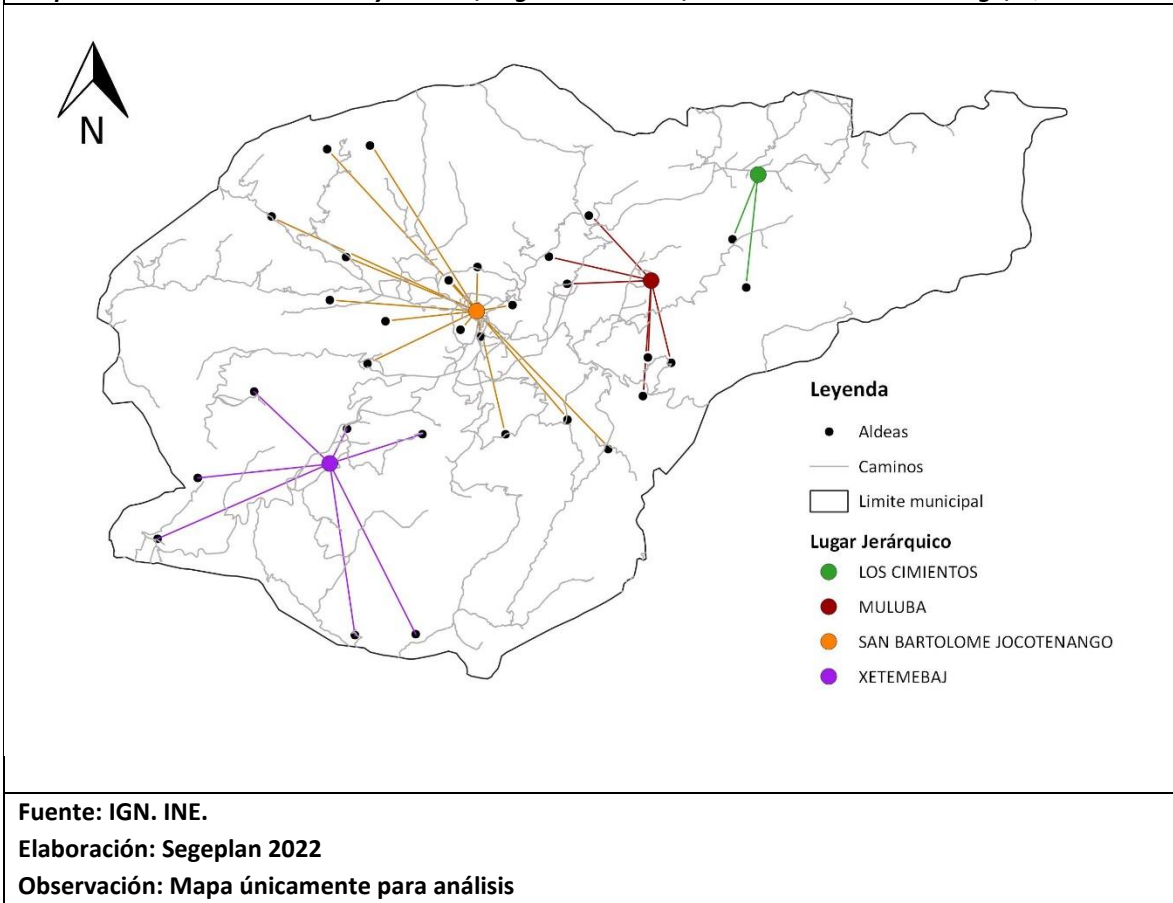 N
Leyenda
Aldeas
Caminos
Limite municipal
Lugar Jerárquico
LOS CIMIENTOS
MULUBA
SAN BARTOLOME JOCOTENANGO
XETEMEBAJ
Fuente: IGN. INE.
Elaboración: Segeplan 2022
Observación: Mapa únicamente para análisis